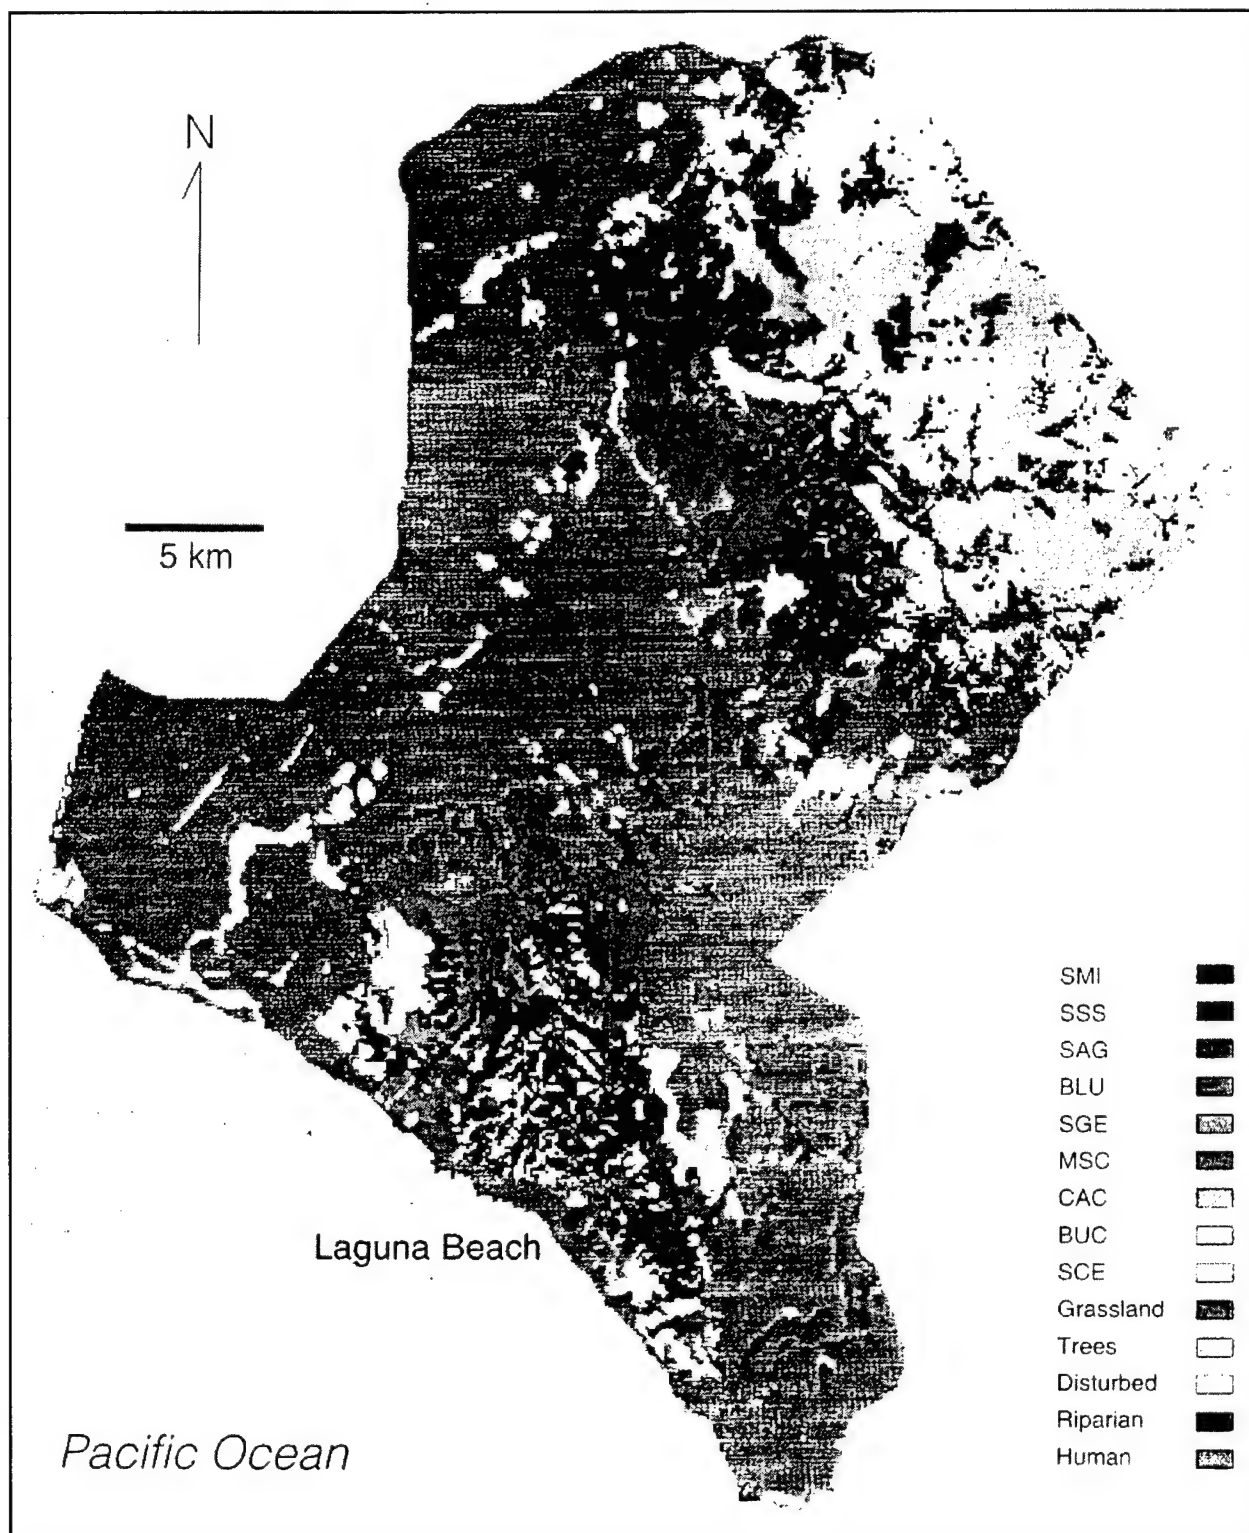 N
5 km
Laguna Beach
Pacific Ocean
SMI
SSS
SAG
BLU
SGE
MSC
CAC
BUC
SCE
Grassland
Trees
Disturbed
Riparian
Human